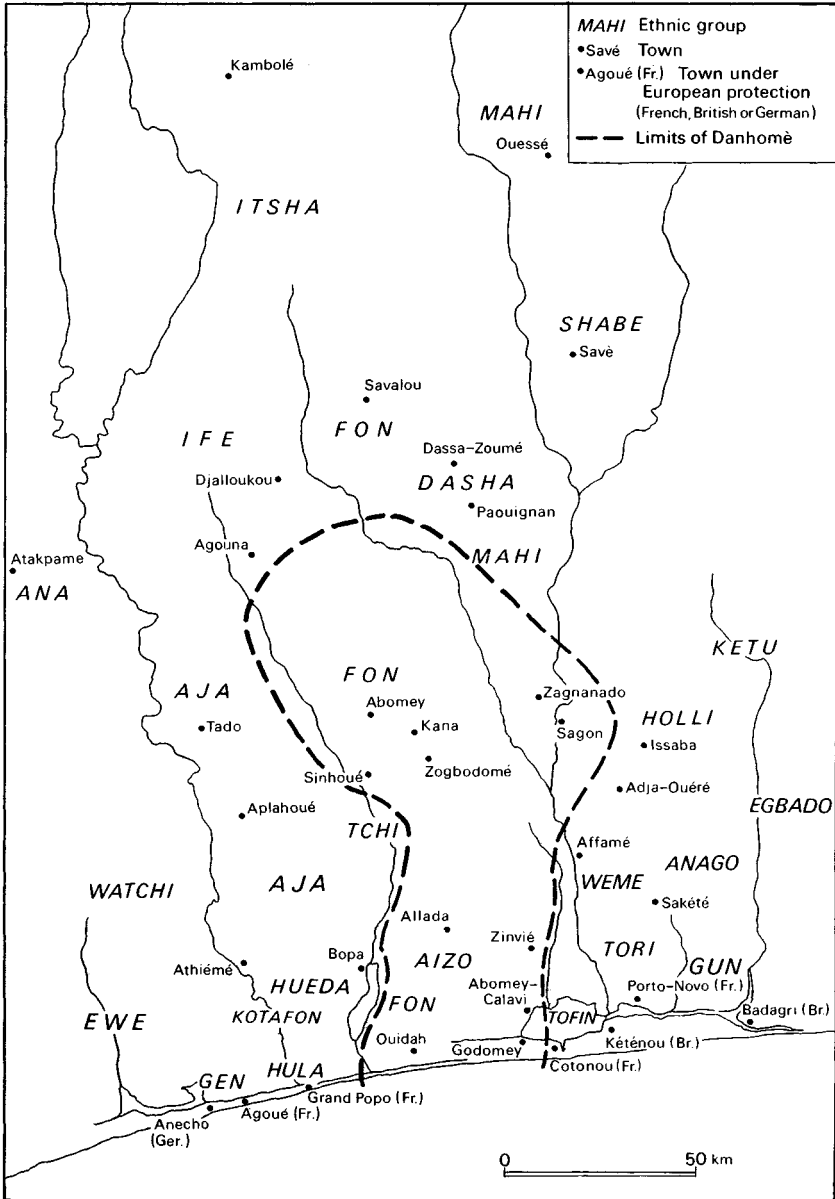 MAHI Ethnic group
•Savé Town
•Agoué (Fr.) Town under
European protection
(French, British or German)
Limits of Danhomè
Kambolé
MAHI
Ouessé
ITSHA
SHABE
Savè
Savalou
IFE
FON
Dassa-Zoumé
DASHA
Djalloukou
Paouignan
Agouna
MAHI
Atakpame
ANA
KETU
FON
AJA
Zagnanado
Abomey
HOLLI
Tado
Kana
Sagon
Issaba
Zogbodomé
Sinhoué
Adja-Ouéré
Aplahoué
EGBADO
TCHI
Affamé
ANAGO
WATCHI
AJA
WEME
Sakété
Allada
Zinvié
TORI
Bopa
AIZO
GUN
Athiémé
HUEDA
Abomey-
Calavi
Porto-Novo (Fr.)
FON
KOTAFON
TOFIN
Badagri (Br.)
EWE
Ouidah
Godomey
Kéténou (Br.)
Cotonou (Fr.)
HULA
GEN
Grand Popo (Fr.)
Agoué (Fr.)
Anecho
(Ger.)
0 50 km